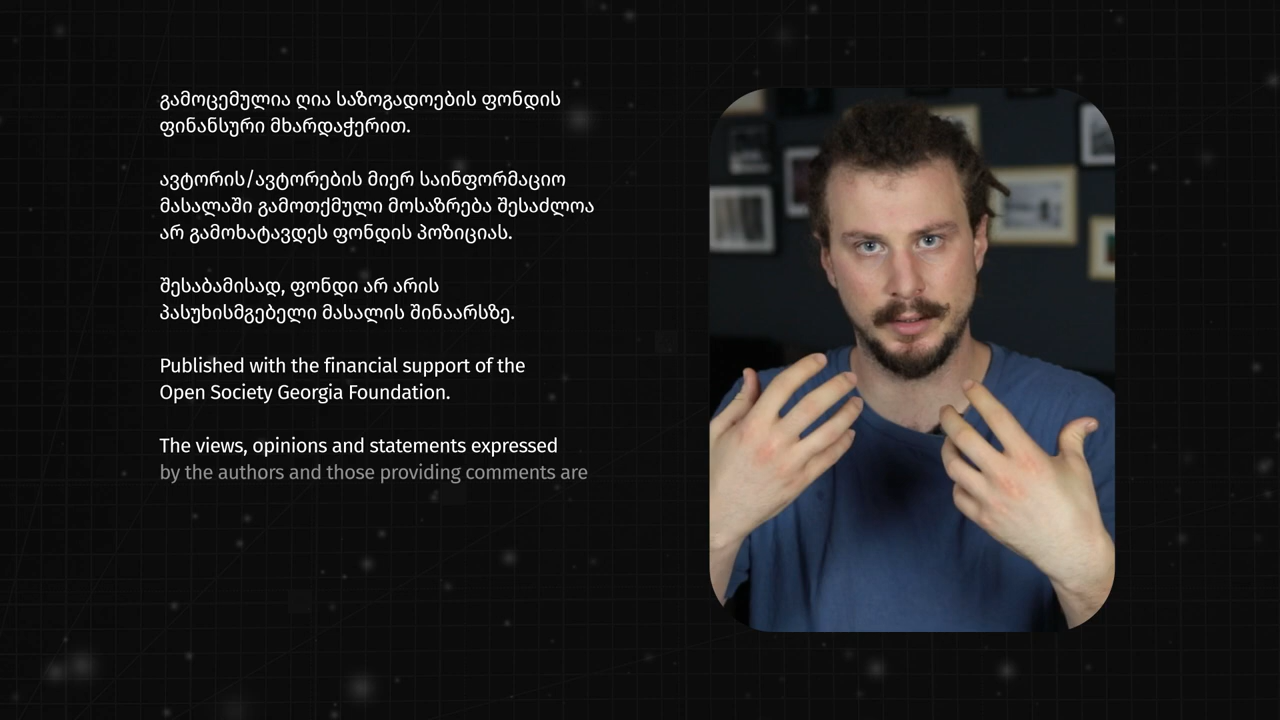 გამოცემულია ღია საზოგადოების ფონდის
ფინანსური მხარდაჭერით.
ავტორის/ავტორების მიერ საინფორმაციო
მასალაში გამოთქმული მოსაზრება შესაძლოა
არ გამოხატავდეს ფონდის პოზიციას.
შესაბამისად, ფონდი არ არის
პასუხისმგებელი მასალის შინაარსზე.
Published with the financial support of the
Open Society Georgia Foundation.
The views, opinions and statements expressed
by the authors and those providing comments are